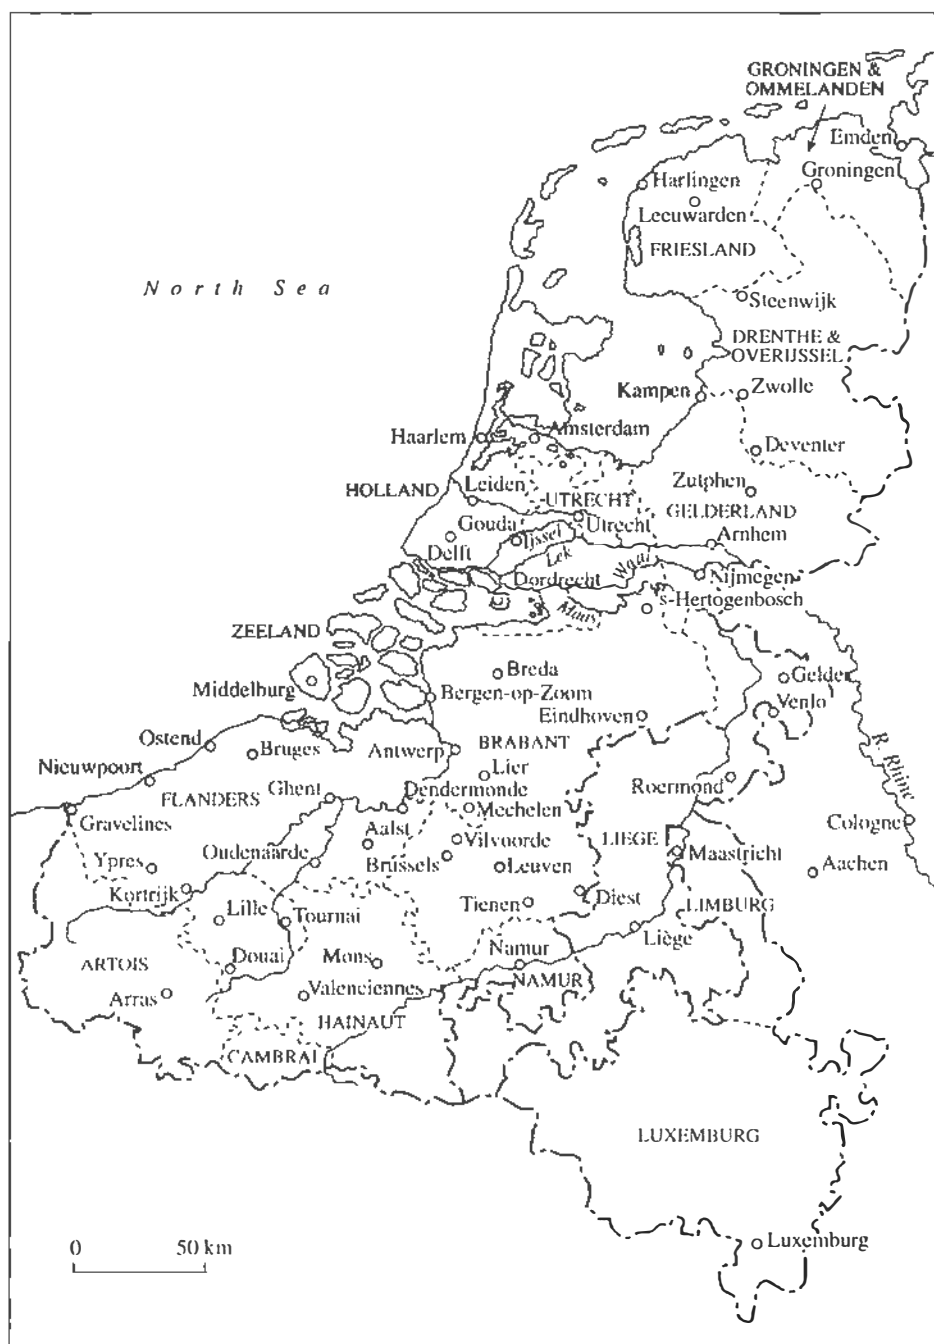 GRONINGEN &
OMMELANDEN
Emden
Groningen
Harlingen
Leeuwarden
FRIESLAND
North Sea
Steenwijk
DRENTHE &
OVERIJSSEL
Kampen
Zwolle
Haarlem
Amsterdam
Deventer
Zutphen
HOLLAND
Leiden
UTRECHT
GELDERLAND
Gouda
Utrecht
Ijssel
Arnhem
Delft
Lek
Waal
Dordrecht
Nijmegen
Maas
's-Hertogenbosch
ZEELAND
Breda
Gelder
Middelburg
Bergen-op-Zoom
Venlo
Eindhoven
Ostend
Bruges
Antwerp
BRABANT
R. Rhine
Nieuwpoort
Lier
Roermond
FLANDERS
Ghent
Dendermonde
Mechelen
Gravelines
Cologne
Aalst
Vilvoorde
LIEGE
Maastricht
Ypres
Oudenaarde
Brussels
Leuven
Aachen
Kortrijk
Diest
LIMBURG
Lille
Tournai
Tienen
Liège
Namur
ARTOIS
Douai
Mons
NAMUR
Arras
Valenciennes
HAINAUT
CAMBRAI
LUXEMBURG
Luxemburg
0 50 km